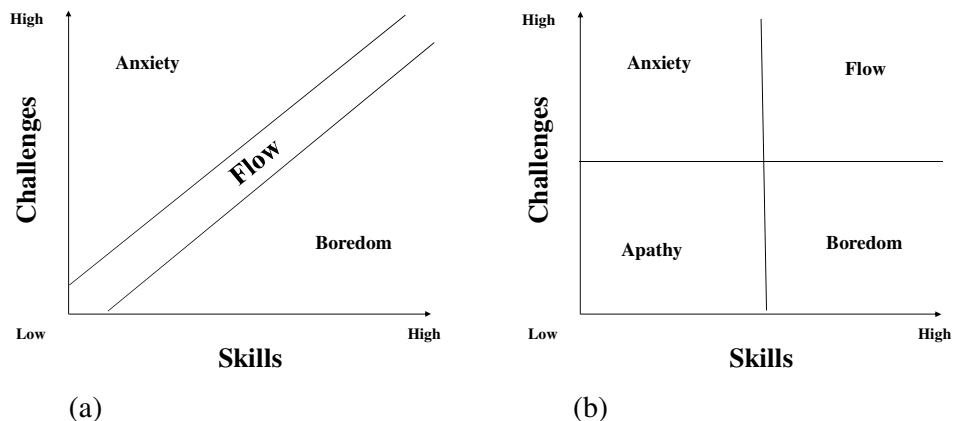 High
Anxiety
Challenges
Flow
Boredom
Low
High
Skills
(a)
High
Anxiety
Flow
Challenges
Apathy
Boredom
Low
High
Skills
(b)